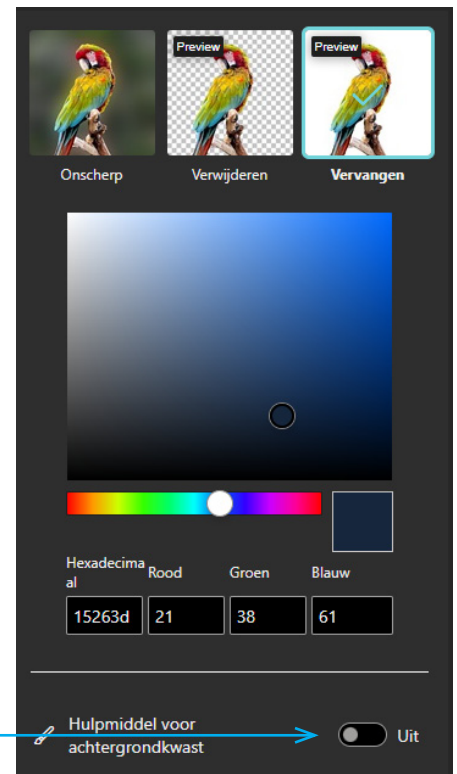 Preview Preview
Onscherp Verwijderen Vervangen
Hexadecima
al Rood Groen Blauw
15263d 21 38 61
Hulpmiddel voor
achtergrondkwast Uit